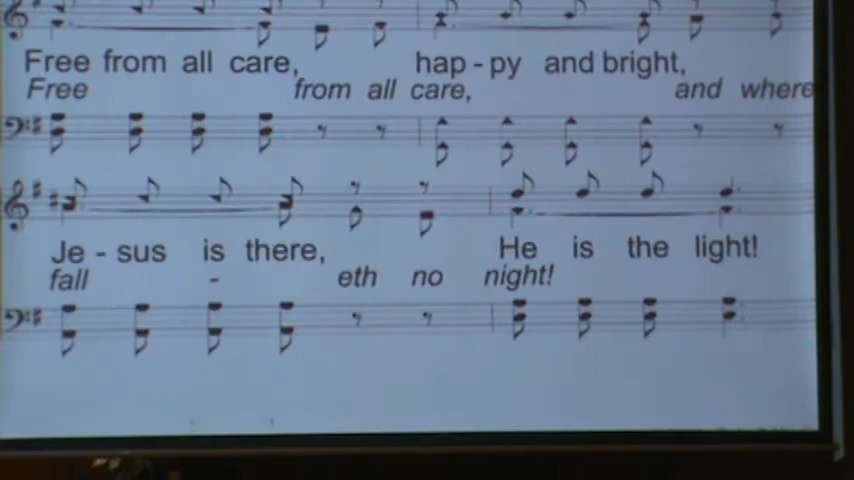 Free from all care, hap - py and bright,
Free from all care, and where
Je - sus is there, He is the light!
fall - eth no night!